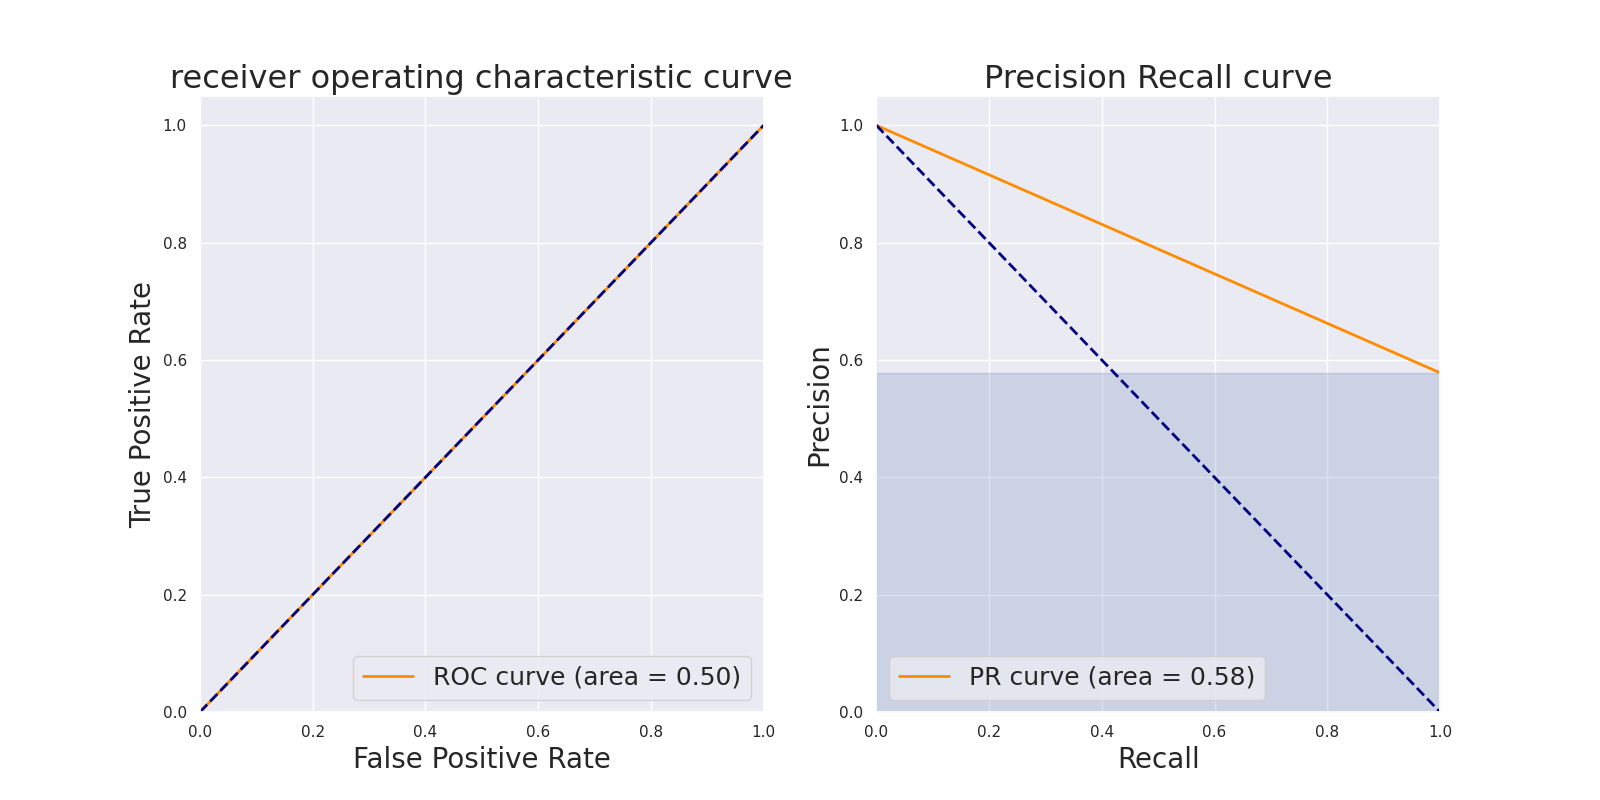 receiver operating characteristic curve
True Positive Rate
1.0
0.8
0.6
0.4
0.2
0.0
ROC curve (area = 0.50)
0.0 0.2 0.4 0.6 0.8 1.0
False Positive Rate
Precision Recall curve
Precision
1.0
0.8
0.6
0.4
0.2
0.0
PR curve (area = 0.58)
0.0 0.2 0.4 0.6 0.8 1.0
Recall